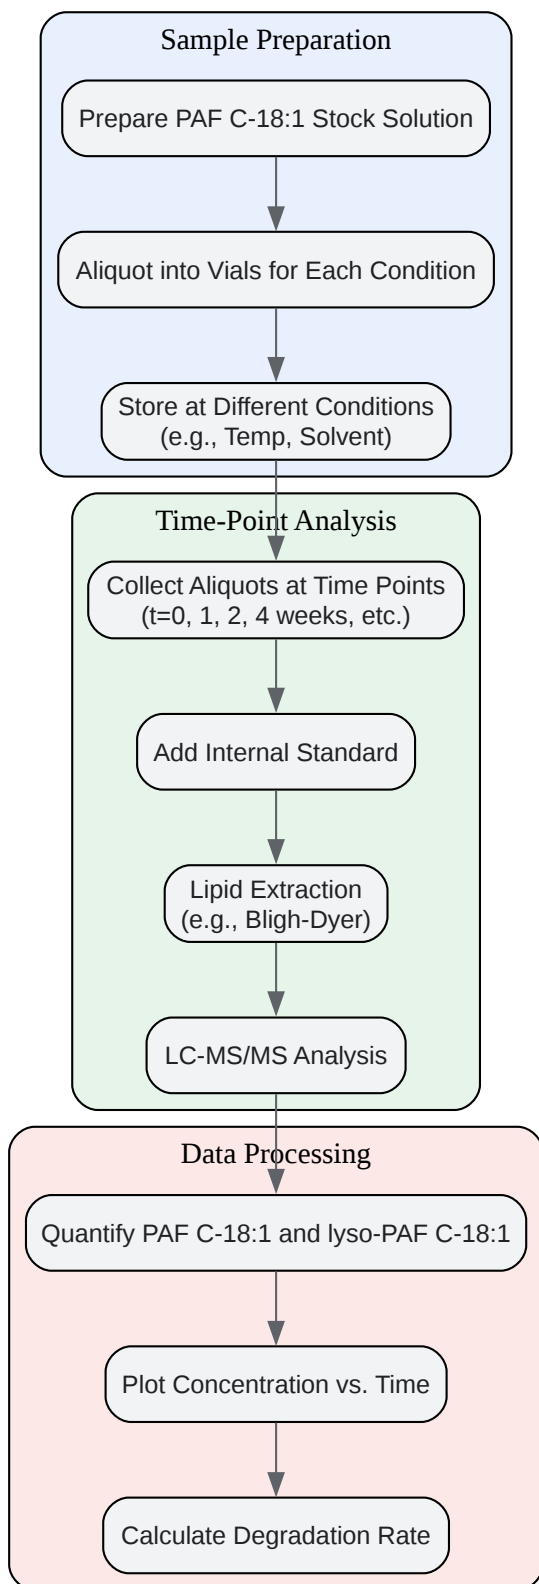 Sample Preparation
Prepare PAF C-18:1 Stock Solution
Aliquot into Vials for Each Condition
Store at Different Conditions
(e.g., Temp, Solvent)
Time-Point Analysis
Collect Aliquots at Time Points
(t=0, 1, 2, 4 weeks, etc.)
Add Internal Standard
Lipid Extraction
(e.g., Bligh-Dyer)
LC-MS/MS Analysis
Data Processing
Quantify PAF C-18:1 and lyso-PAF C-18:1
Plot Concentration vs. Time
Calculate Degradation Rate